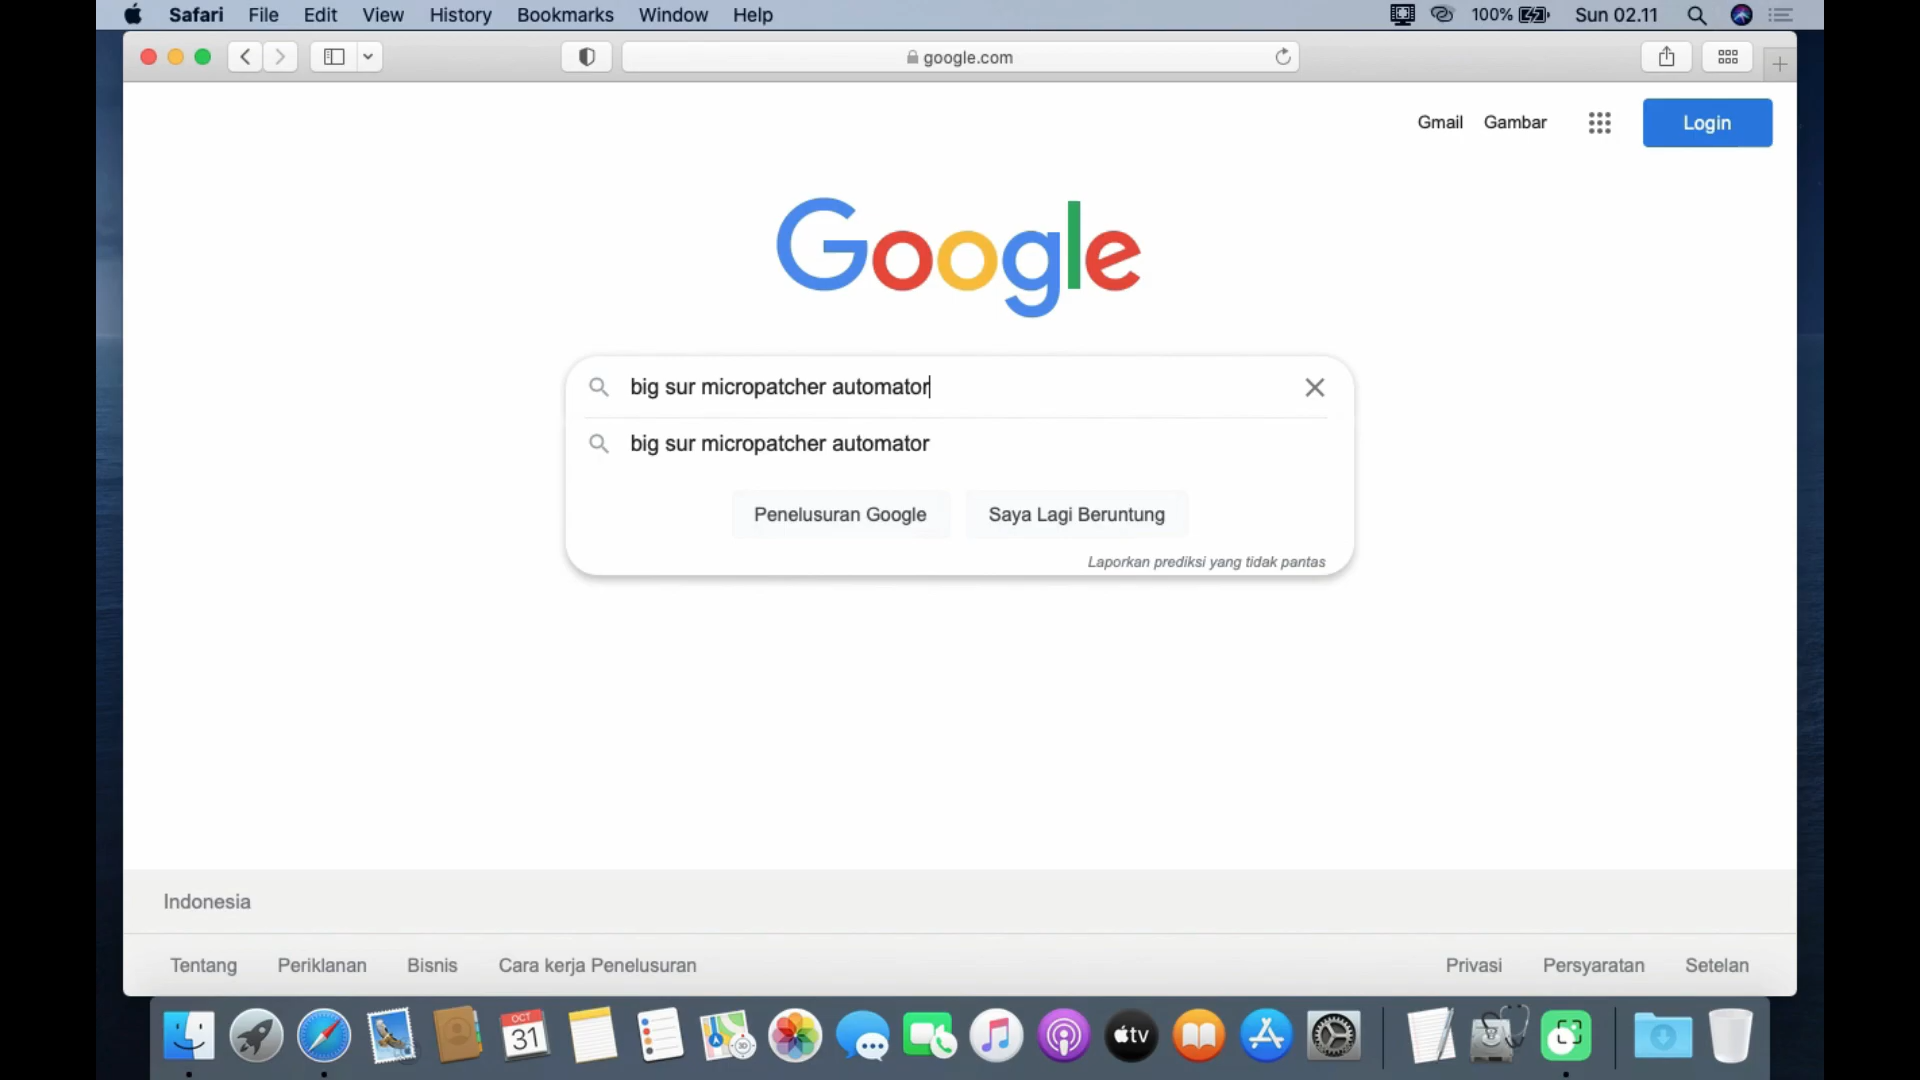 Safari File Edit View History Bookmarks Window Help 100% Sun 02.11
google.com
Gmail Gambar Login
Google
big sur micropatcher automator
big sur micropatcher automator
Penelusuran Google Saya Lagi Beruntung
Laporkan prediksi yang tidak pantas
Indonesia
Tentang Periklanan Bisnis Cara kerja Penelusuran Privasi Persyaratan Setelan
OCT
31
3D
tv